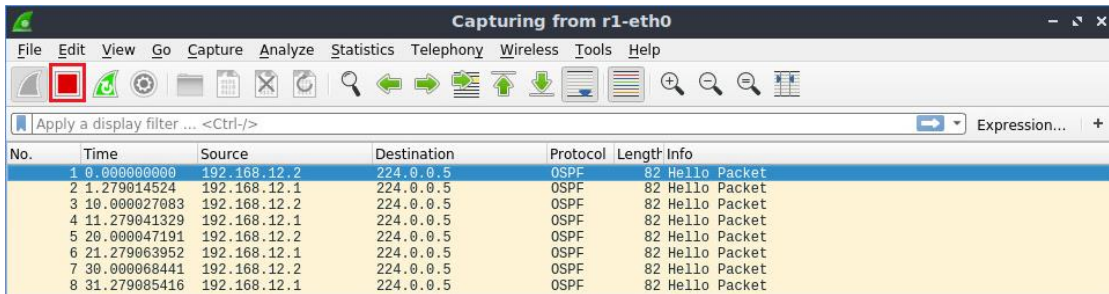 Capturing from r1-eth0
File Edit View Go Capture Analyze Statistics Telephony Wireless Tools Help
Apply a display filter ... <Ctrl-/> Expression... +
No. Time Source Destination Protocol Length Info
1 0.000000000 192.168.12.2 224.0.0.5 OSPF 82 Hello Packet
2 1.279014524 192.168.12.1 224.0.0.5 OSPF 82 Hello Packet
3 10.000027083 192.168.12.2 224.0.0.5 OSPF 82 Hello Packet
4 11.279041329 192.168.12.1 224.0.0.5 OSPF 82 Hello Packet
5 20.000047191 192.168.12.2 224.0.0.5 OSPF 82 Hello Packet
6 21.279063952 192.168.12.1 224.0.0.5 OSPF 82 Hello Packet
7 30.000068441 192.168.12.2 224.0.0.5 OSPF 82 Hello Packet
8 31.279085416 192.168.12.1 224.0.0.5 OSPF 82 Hello Packet